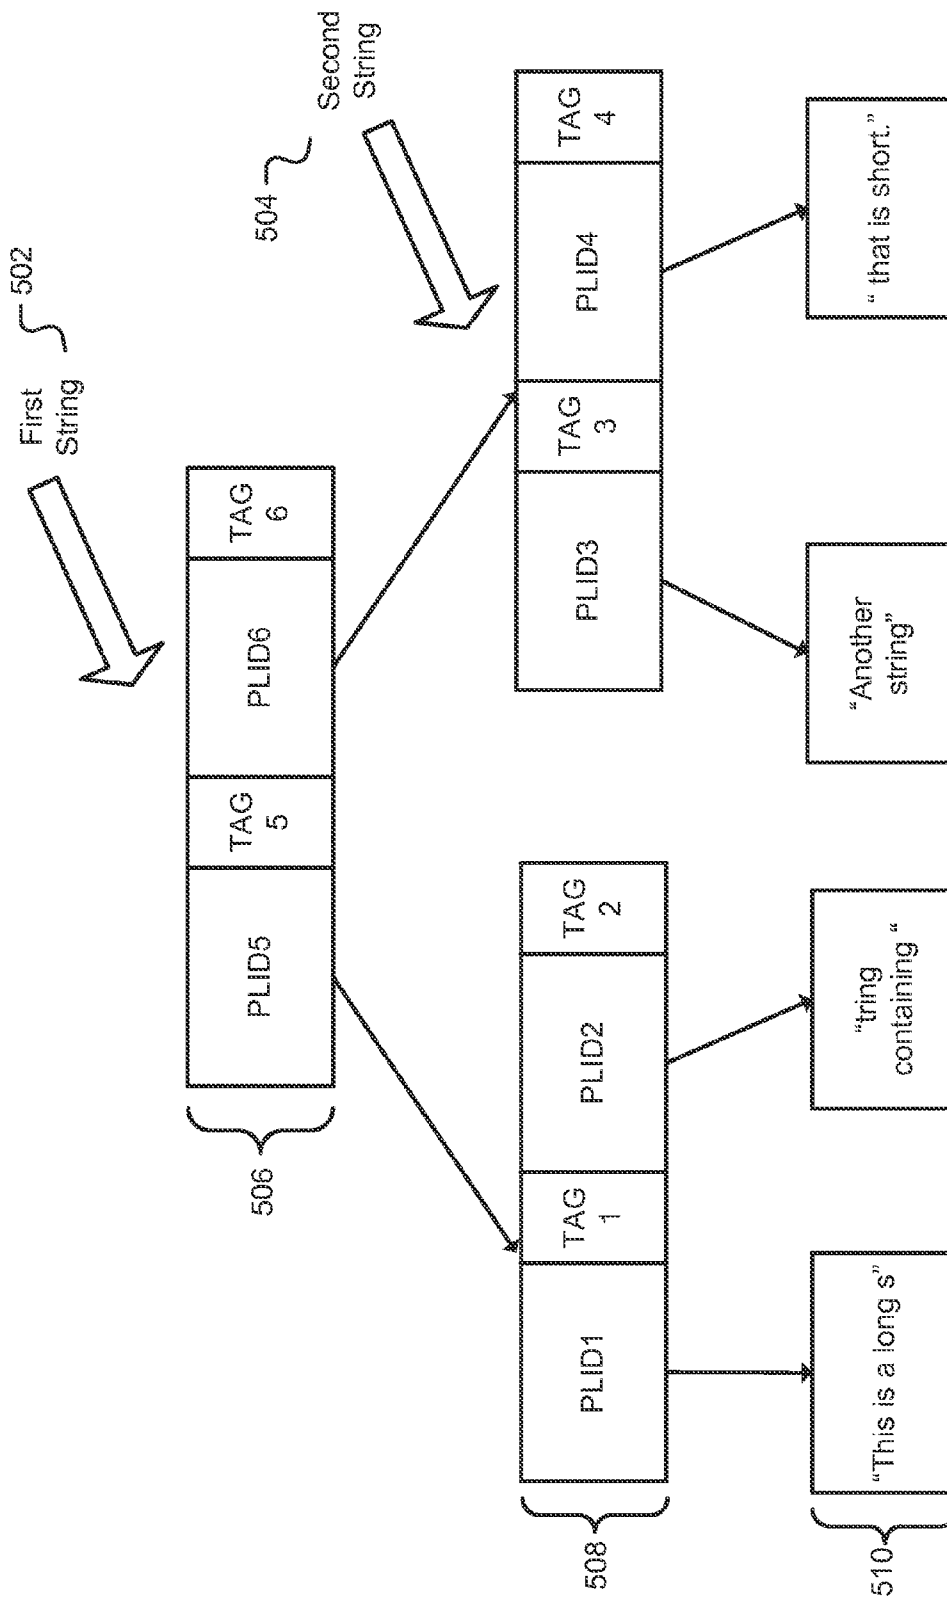 First
String
502
504
Second
String
506
PLID5
TAG
5
PLID6
TAG
6
508
PLID1
TAG
1
PLID2
TAG
2
PLID3
TAG
3
PLID4
TAG
4
510
“This is a long s”
“tring
containing “
“Another
string”
“ that is short.”